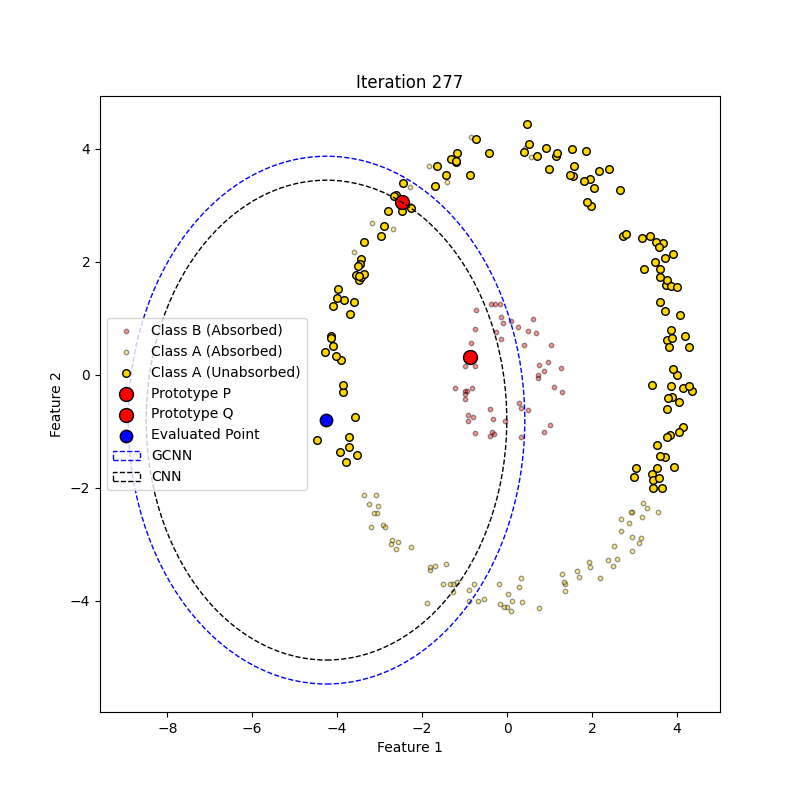 Iteration 277
Feature 2
4
2
0
−2
−4
Class B (Absorbed)
Class A (Absorbed)
Class A (Unabsorbed)
Prototype P
Prototype Q
Evaluated Point
GCNN
CNN
−8
−6
−4
−2
0
2
4
Feature 1